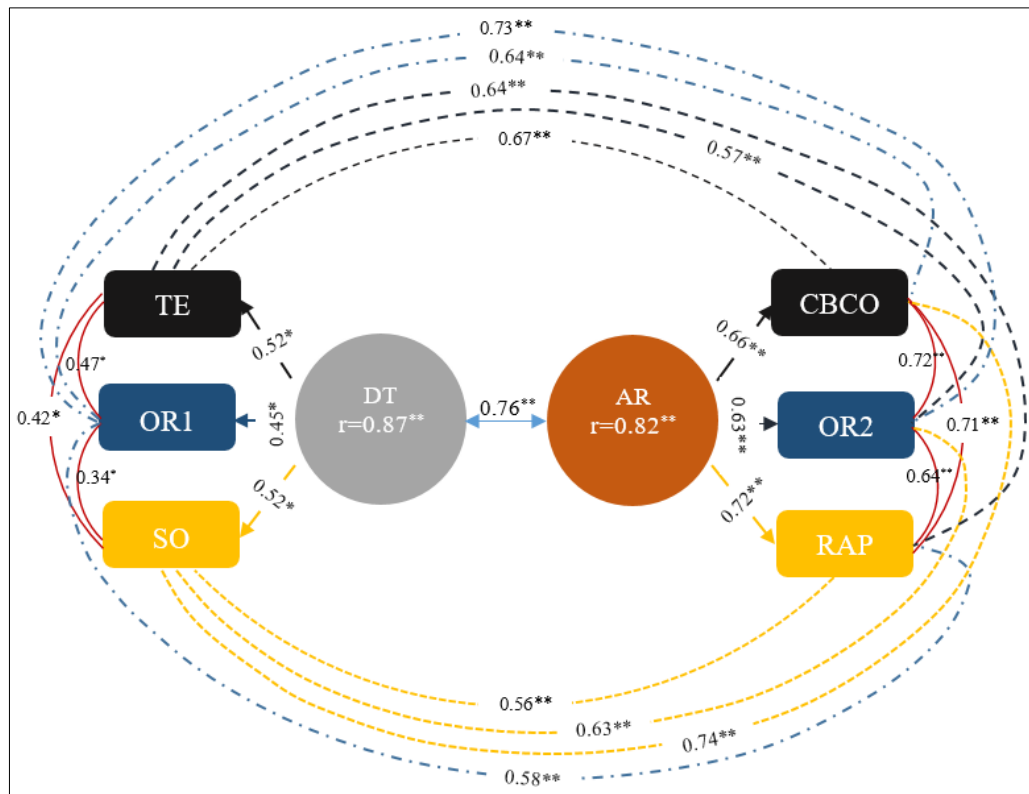 0.73**
0.64**
0.64**
0.57**
0.67**
TE
CBCO
0.52*
0.66**
0.47*
0.72**
DT
r=0.87**
0.76**
AR
r=0.82**
0.42*
OR1
0.45*
0.63**
OR2
0.71**
0.34*
0.64**
0.52*
0.72**
SO
RAP
0.56**
0.63**
0.74**
0.58**